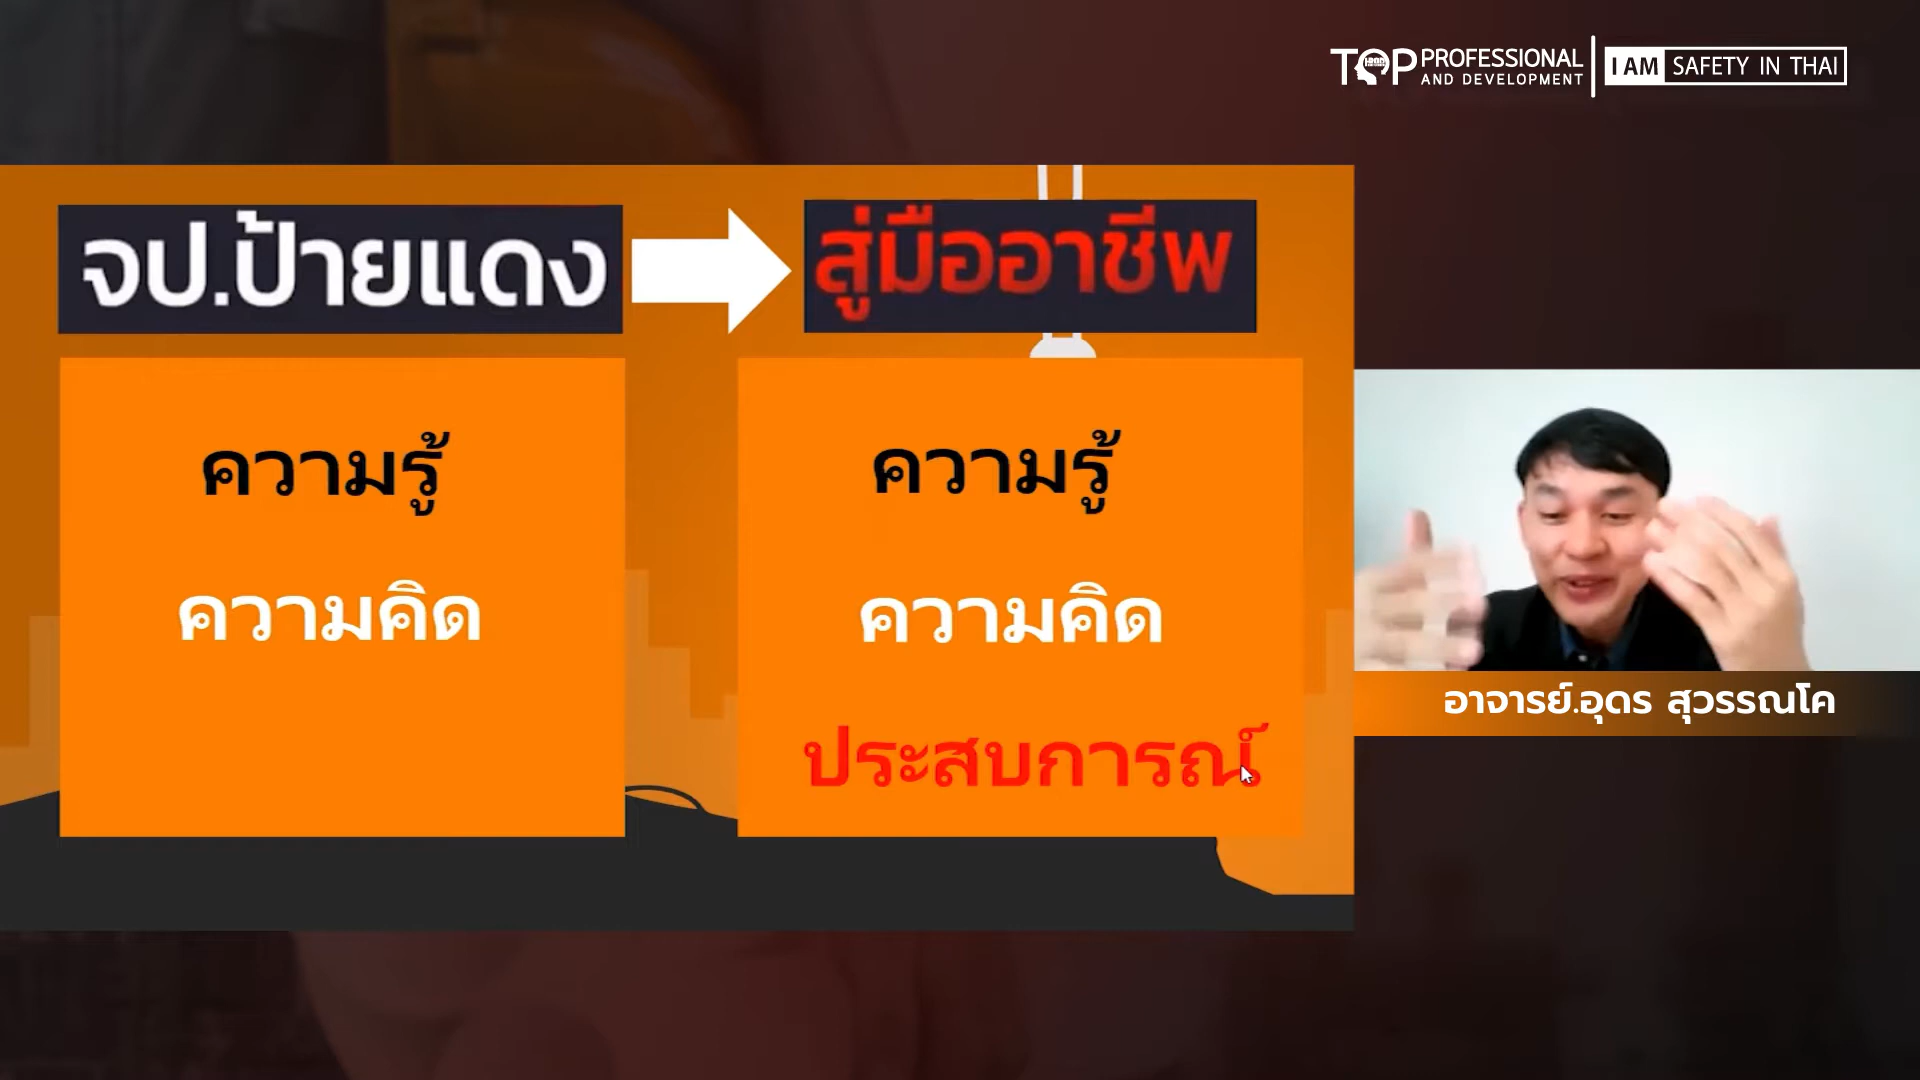 TOP PROFESSIONAL
AND DEVELOPMENT
I AM SAFETY IN THAI
จป.ป้ายแดง
สู่มืออาชีพ
ความรู้
ความคิด
ความรู้
ความคิด
ประสบการณ์
อาจารย์.อุดร สุวรรณโค